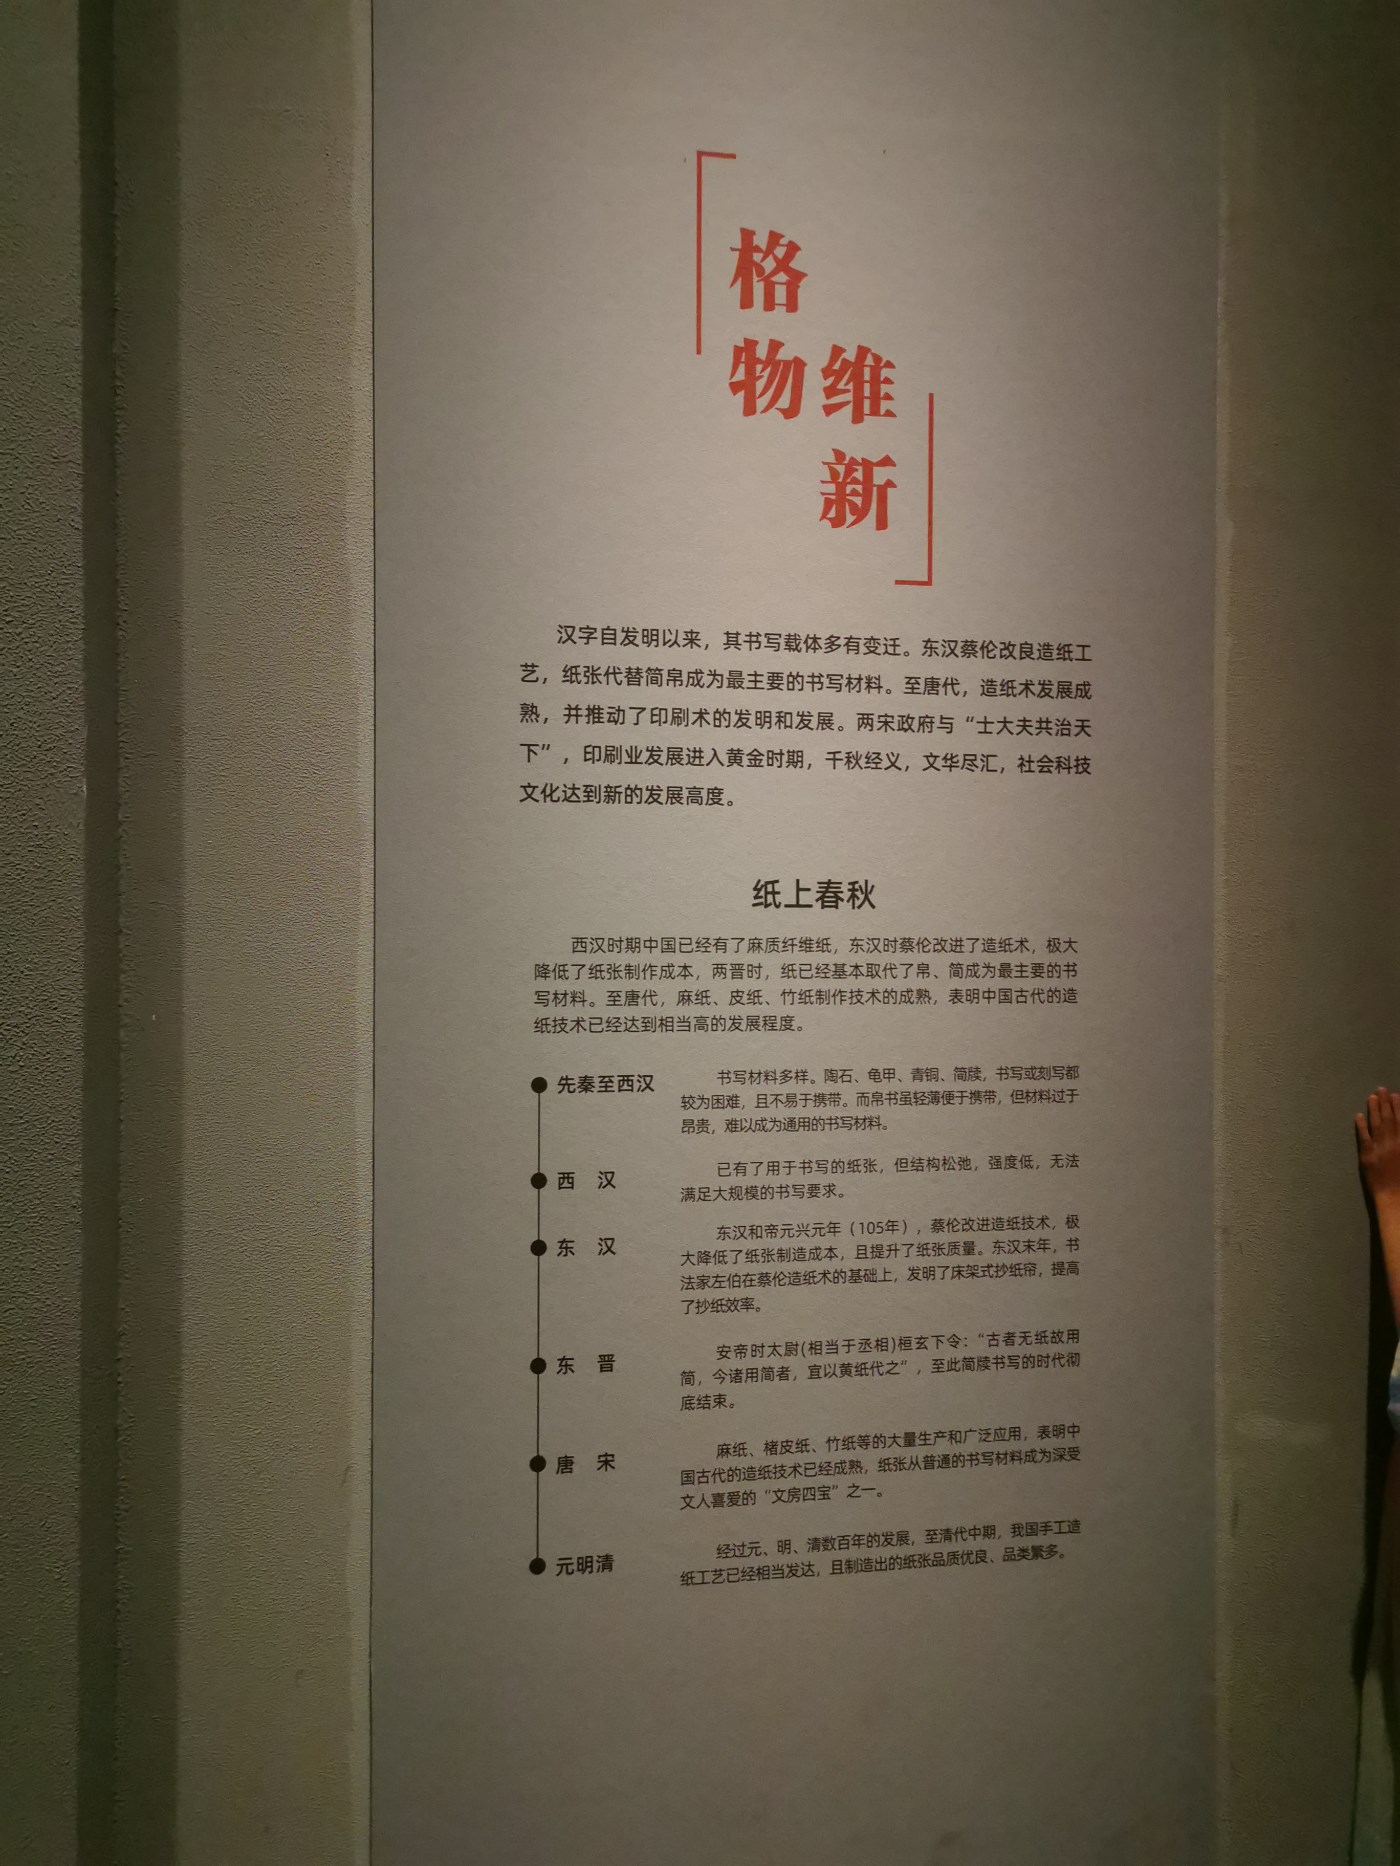 格物
维新
汉字自发明以来，其书写载体多有变迁。东汉蔡伦改良造纸工
艺，纸张代替简帛成为最主要的书写材料。至唐代，造纸术发展成
熟，并推动了印刷术的发明和发展。两宋政府与“士大夫共治天
下”，印刷业发展进入黄金时期，千秋经义，文华尽汇，社会科技
文化达到新的发展高度。
纸上春秋
西汉时期中国已经有了麻质纤维纸，东汉时蔡伦改进了造纸术，极大
降低了纸张制作成本，两晋时，纸已经基本取代了帛、简成为最主要的书
写材料。至唐代，麻纸、皮纸、竹纸制作技术的成熟，表明中国古代的造
纸技术已经达到相当高的发展程度。
先秦至西汉
书写材料多样。陶石、龟甲、青铜、简牍，书写或刻写都
较为困难，且不易于携带。而帛书虽轻薄便于携带，但材料过于
昂贵，难以成为通用的书写材料。
西 汉
已有了用于书写的纸张，但结构松弛，强度低，无法
满足大规模的书写要求。
东 汉
东汉和帝元兴元年（105年），蔡伦改进造纸技术，极
大降低了纸张制造成本，且提升了纸张质量。东汉末年，书
法家左伯在蔡伦造纸术的基础上，发明了床架式抄纸帘，提高
了抄纸效率。
东 晋
安帝时太尉(相当于丞相)桓玄下令：“古者无纸故用
简，今诸用简者，宜以黄纸代之”，至此简牍书写的时代彻
底结束。
唐 宋
麻纸、楮皮纸、竹纸等的大量生产和广泛应用，表明中
国古代的造纸技术已经成熟，纸张从普通的书写材料成为深受
文人喜爱的“文房四宝”之一。
元明清
经过元、明、清数百年的发展，至清代中期，我国手工造
纸工艺已经相当发达，且制造出的纸张品质优良、品类繁多。